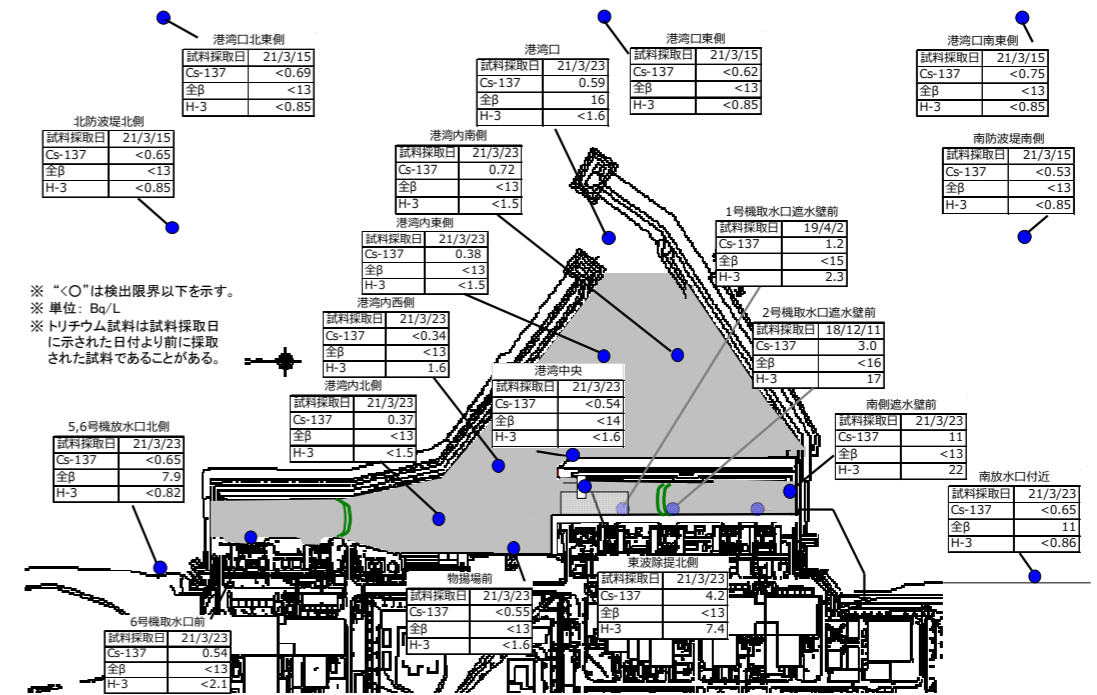 港湾口北東側
試料採取日 21/3/15
Cs-137 <0.69
全β <13
H-3 <0.85
港湾口
試料採取日 21/3/23
Cs-137 0.59
全β 16
H-3 <1.6
港湾口東側
試料採取日 21/3/15
Cs-137 <0.62
全β <13
H-3 <0.85
港湾口南東側
試料採取日 21/3/15
Cs-137 <0.75
全β <13
H-3 <0.85
北防波堤北側
試料採取日 21/3/15
Cs-137 <0.65
全β <13
H-3 <0.85
港湾内南側
試料採取日 21/3/23
Cs-137 0.72
全β <13
H-3 <1.5
南防波堤南側
試料採取日 21/3/15
Cs-137 <0.53
全β <13
H-3 <0.85
港湾内東側
試料採取日 21/3/23
Cs-137 0.38
全β <13
H-3 <1.5
1号機取水口遮水壁前
試料採取日 19/4/2
Cs-137 1.2
全β <15
H-3 2.3
※ “<○”は検出限界以下を示す。
※ 単位: Bq/L
※ トリチウム試料は試料採取日
に示された日付より前に採取
された試料であることがある。
港湾内西側
試料採取日 21/3/23
Cs-137 <0.34
全β <13
H-3 1.6
2号機取水口遮水壁前
試料採取日 18/12/11
Cs-137 3.0
全β <16
H-3 17
港湾中央
試料採取日 21/3/23
Cs-137 <0.54
全β <14
H-3 <1.6
港湾内北側
試料採取日 21/3/23
Cs-137 0.37
全β <13
H-3 <1.5
南側遮水壁前
試料採取日 21/3/23
Cs-137 11
全β <13
H-3 22
5,6号機放水口北側
試料採取日 21/3/23
Cs-137 <0.65
全β 7.9
H-3 <0.82
南放水口付近
試料採取日 21/3/23
Cs-137 <0.65
全β 11
H-3 <0.86
物揚場前
試料採取日 21/3/23
Cs-137 <0.55
全β <13
H-3 <1.6
東波除堤北側
試料採取日 21/3/23
Cs-137 4.2
全β <13
H-3 7.4
6号機取水口前
試料採取日 21/3/23
Cs-137 0.54
全β <13
H-3 <2.1